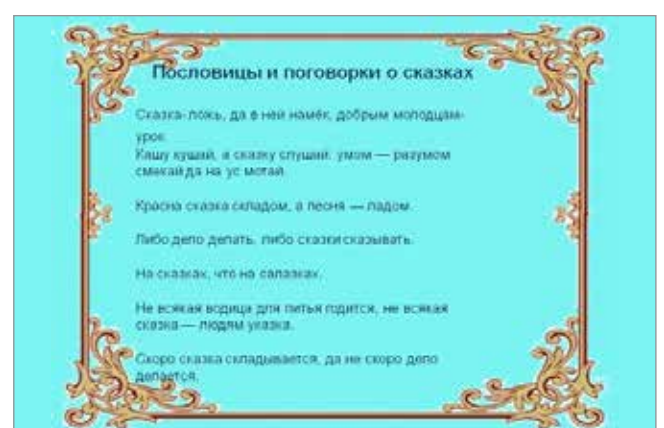 Пословицы и поговорки о сказках
Сказка- ложь, да в ней намёк, добрым молодцам-
урок.
Кашу кушай, а сказку слушай: умом — разумом
смекай да на ус мотай.
Красна сказка складом, а песня — ладом.
Либо дело делать, либо сказки сказывать.
На сказках, что на салазках.
Не всякая водица для питья годится, не всякая
сказка — людям указка.
Скоро сказка складывается, да не скоро дело
делается.